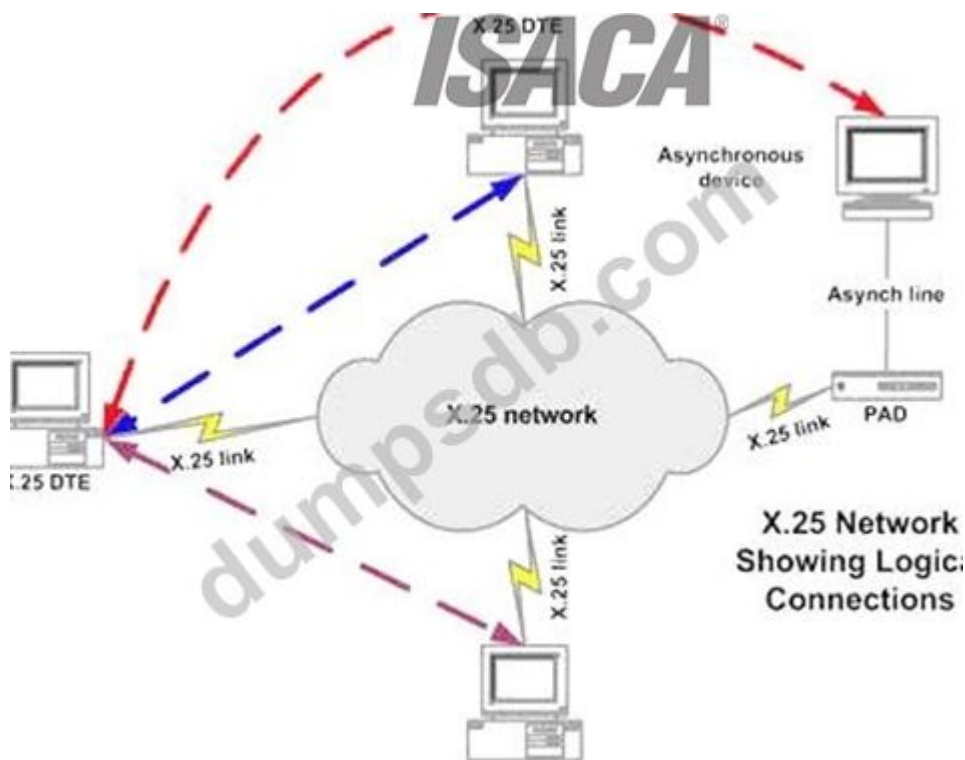 X.25 DTE
ISACA®
Asynchronous
device
X.25 link
Asynch line
X.25 network
PAD
X.25 link
X.25 link
.25 DTE
X.25 link
X.25 Network
Showing Logica
Connections
dumpsdb.com